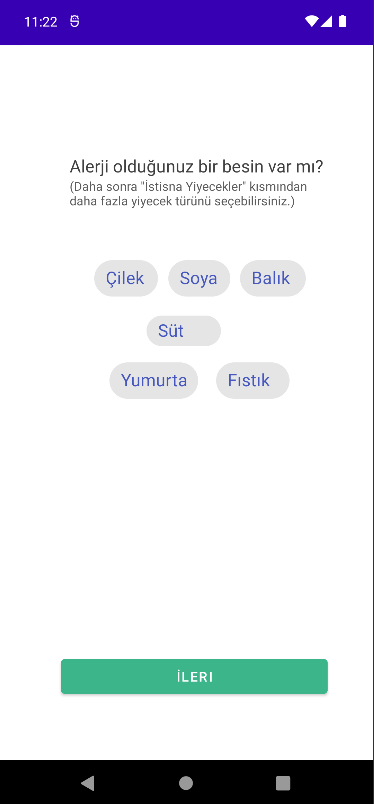 11:22
Alerji olduğunuz bir besin var mı?
(Daha sonra "İstisna Yiyecekler" kısmından
daha fazla yiyecek türünü seçebilirsiniz.)
Çilek Soya Balık
Süt
Yumurta Fıstık
İLERI